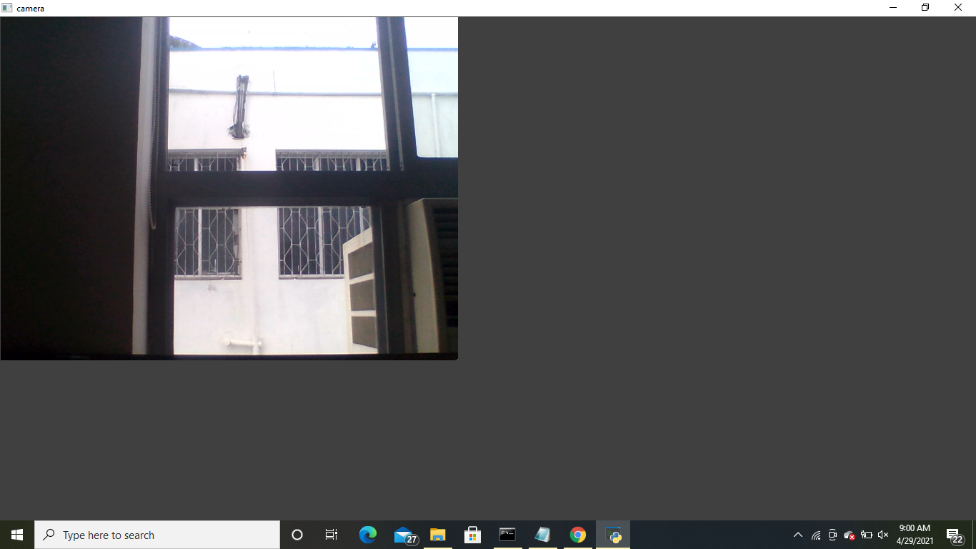 camera
Type here to search
27
9:00 AM
4/29/2021
22